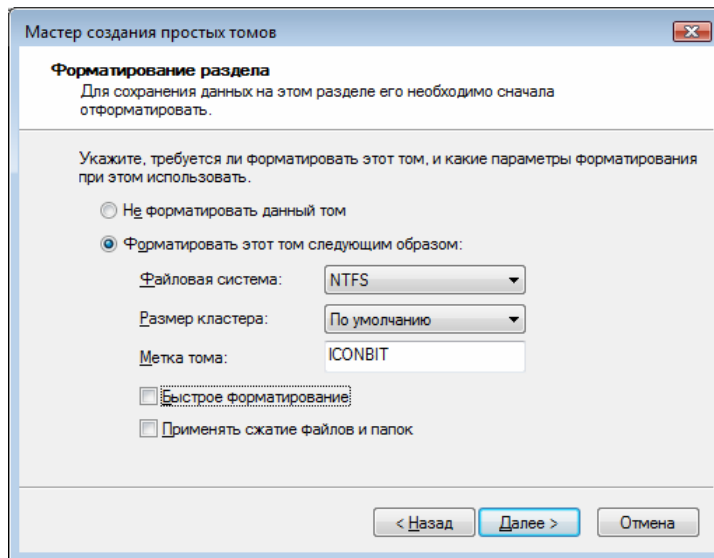 Мастер создания простых томов
Форматирование раздела
Для сохранения данных на этом разделе его необходимо сначала
отформатировать.
Укажите, требуется ли форматировать этот том, и какие параметры форматирования
при этом использовать.
Не форматировать данный том
Форматировать этот том следующим образом:
Файловая система: NTFS
Размер кластера: По умолчанию
Метка тома: ICONBIT
Быстрое форматирование
Применять сжатие файлов и папок
< Назад Далее > Отмена